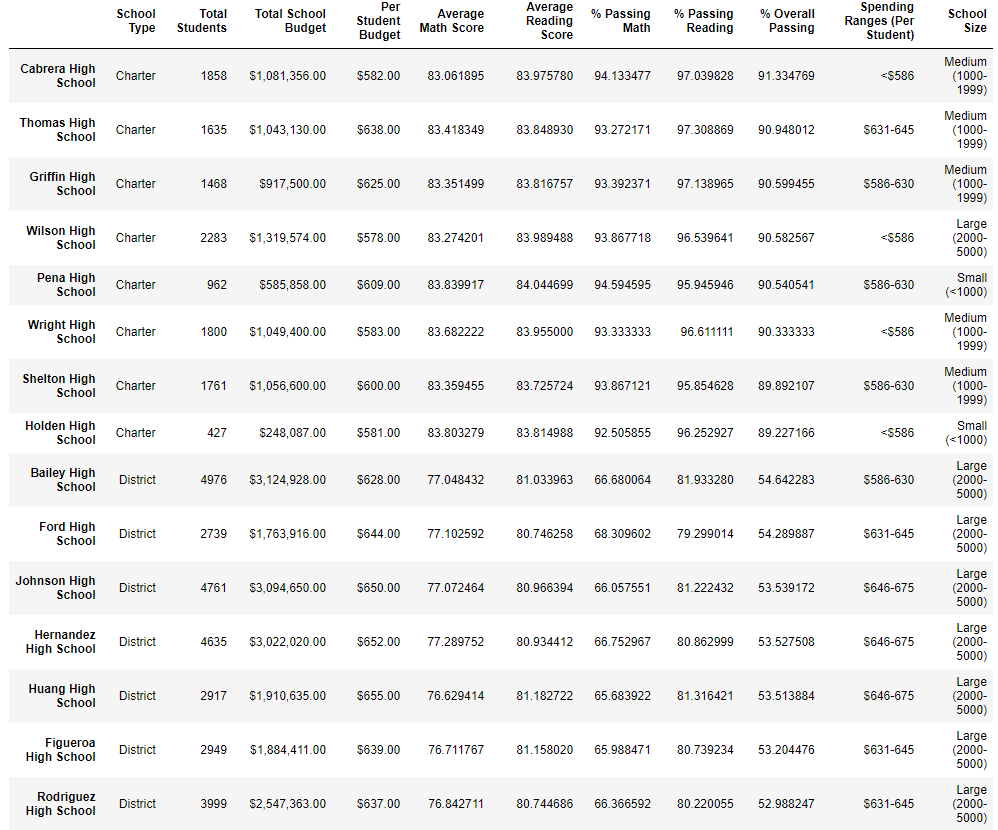 School Type Total Students Total School Budget Per Student Budget Average Math Score Average Reading Score % Passing Math % Passing Reading % Overall Passing Spending Ranges (Per Student) School Size
Cabrera High School Charter 1858 $1,081,356.00 $582.00 83.061895 83.975780 94.133477 97.039828 91.334769 <$586 Medium (1000-1999)
Thomas High School Charter 1635 $1,043,130.00 $638.00 83.418349 83.848930 93.272171 97.308869 90.948012 $631-645 Medium (1000-1999)
Griffin High School Charter 1468 $917,500.00 $625.00 83.351499 83.816757 93.392371 97.138965 90.599455 $586-630 Medium (1000-1999)
Wilson High School Charter 2283 $1,319,574.00 $578.00 83.274201 83.989488 93.867718 96.539641 90.582567 <$586 Large (2000-5000)
Pena High School Charter 962 $585,858.00 $609.00 83.839917 84.044699 94.594595 95.945946 90.540541 $586-630 Small (<1000)
Wright High School Charter 1800 $1,049,400.00 $583.00 83.682222 83.955000 93.333333 96.611111 90.333333 <$586 Medium (1000-1999)
Shelton High School Charter 1761 $1,056,600.00 $600.00 83.359455 83.725724 93.867121 95.854628 89.892107 $586-630 Medium (1000-1999)
Holden High School Charter 427 $248,087.00 $581.00 83.803279 83.814988 92.505855 96.252927 89.227166 <$586 Small (<1000)
Bailey High School District 4976 $3,124,928.00 $628.00 77.048432 81.033963 66.680064 81.933280 54.642283 $586-630 Large (2000-5000)
Ford High School District 2739 $1,763,916.00 $644.00 77.102592 80.746258 68.309602 79.299014 54.289887 $631-645 Large (2000-5000)
Johnson High School District 4761 $3,094,650.00 $650.00 77.072464 80.966394 66.057551 81.222432 53.539172 $646-675 Large (2000-5000)
Hernandez High School District 4635 $3,022,020.00 $652.00 77.289752 80.934412 66.752967 80.862999 53.527508 $646-675 Large (2000-5000)
Huang High School District 2917 $1,910,635.00 $655.00 76.629414 81.182722 65.683922 81.316421 53.513884 $646-675 Large (2000-5000)
Figueroa High School District 2949 $1,884,411.00 $639.00 76.711767 81.158020 65.988471 80.739234 53.204476 $631-645 Large (2000-5000)
Rodriguez High School District 3999 $2,547,363.00 $637.00 76.842711 80.744686 66.366592 80.220055 52.988247 $631-645 Large (2000-5000)